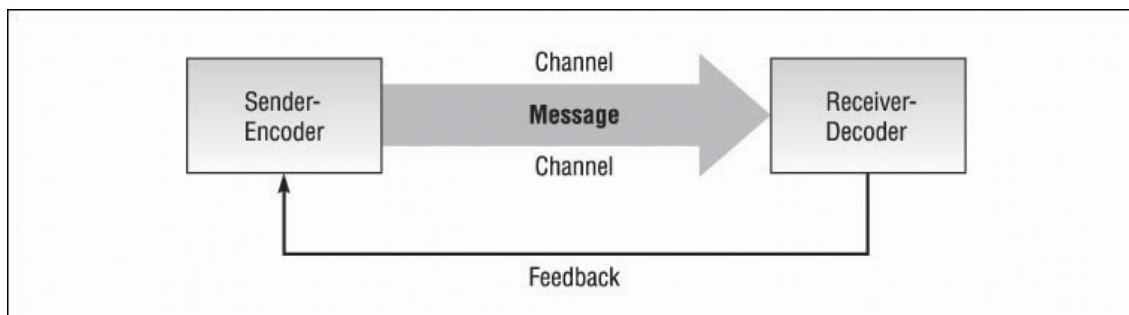 Sender-
Encoder
Channel
Message
Channel
Receiver-
Decoder
Feedback